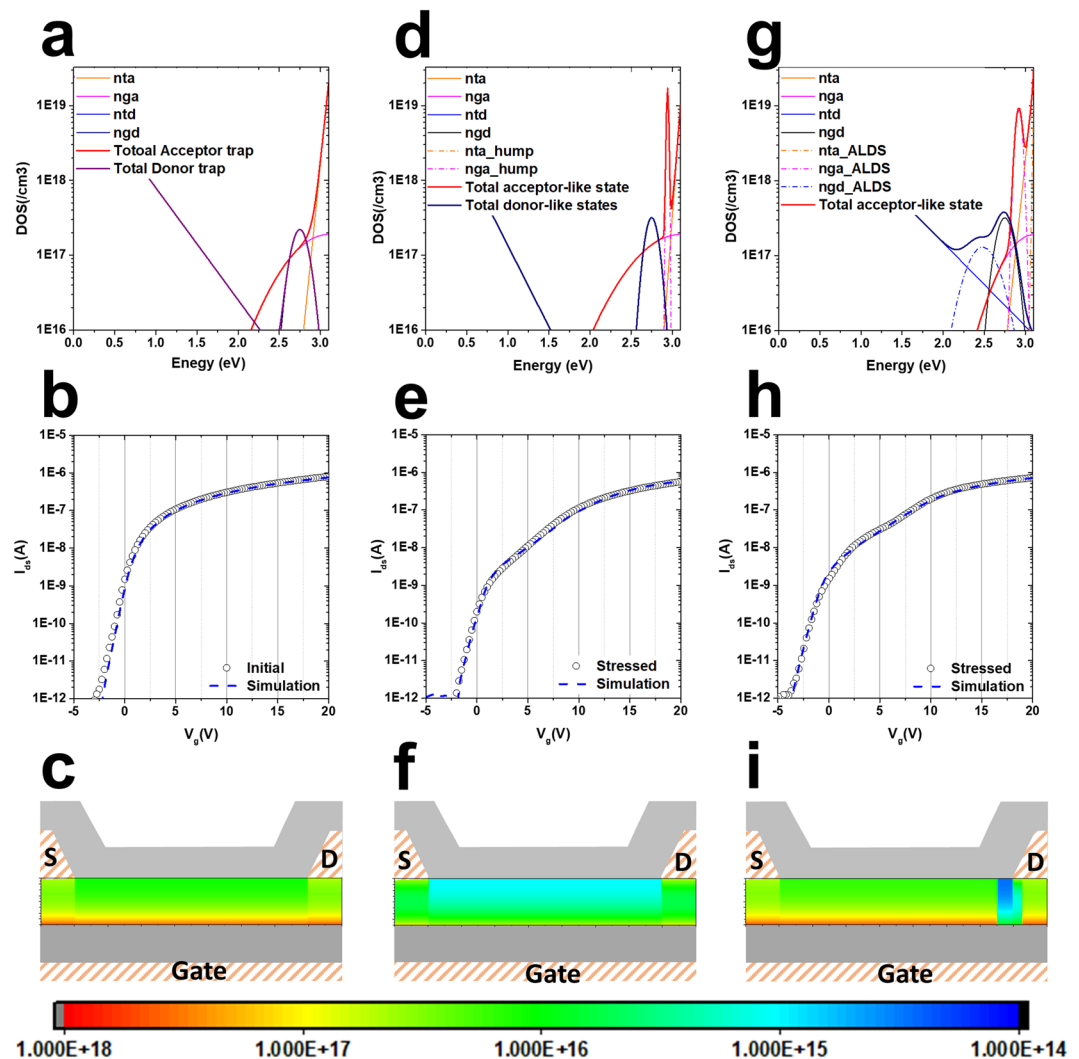 a
1E19
1E18
1E17
1E16
DOS(/cm3)
nta
nga
ntd
ngd
Totoal Acceptor trap
Total Donor trap
0.0 0.5 1.0 1.5 2.0 2.5 3.0
Enegy (eV)
d
1E19
1E18
1E17
1E16
DOS(/cm3)
nta
nga
ntd
ngd
nta_hump
nga_hump
Total acceptor-like state
Total donor-like states
0.0 0.5 1.0 1.5 2.0 2.5 3.0
Energy (eV)
g
1E19
1E18
1E17
1E16
DOS(/cm3)
nta
nga
ntd
ngd
nta_ALDS
nga_ALDS
ngd_ALDS
Total acceptor-like state
0.0 0.5 1.0 1.5 2.0 2.5 3.0
Energy (eV)
b
1E-5
1E-6
1E-7
1E-8
1E-9
1E-10
1E-11
1E-12
Ids(A)
Initial
Simulation
-5 0 5 10 15 20
Vg(V)
e
1E-5
1E-6
1E-7
1E-8
1E-9
1E-10
1E-11
1E-12
Ids(A)
Stressed
Simulation
-5 0 5 10 15 20
Vg(V)
h
1E-5
1E-6
1E-7
1E-8
1E-9
1E-10
1E-11
1E-12
Ids(A)
Stressed
Simulation
-5 0 5 10 15 20
Vg(V)
c
S D
Gate
f
S D
Gate
i
S D
Gate
1.000E+18 1.000E+17 1.000E+16 1.000E+15 1.000E+14